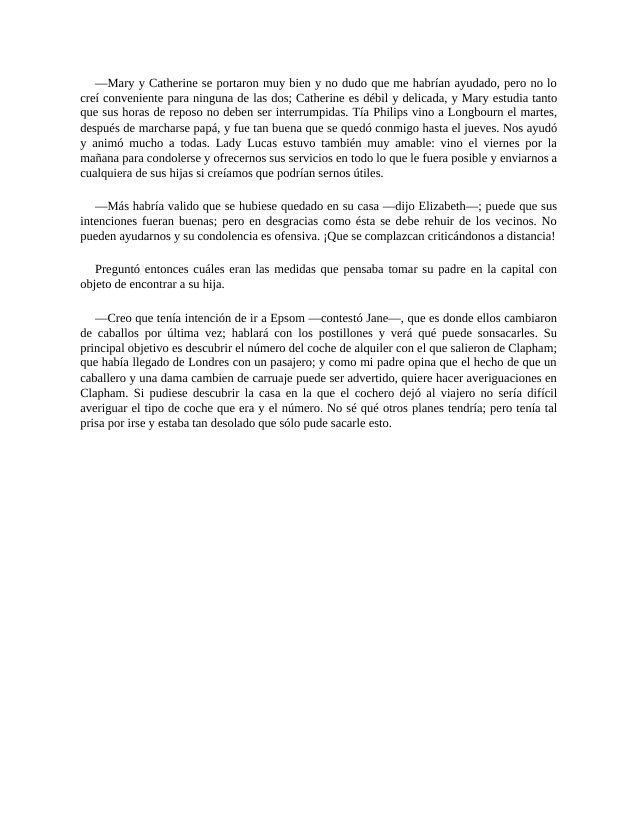 —Mary y Catherine se portaron muy bien y no dudo que me habrían ayudado, pero no lo
creí conveniente para ninguna de las dos; Catherine es débil y delicada, y Mary estudia tanto
que sus horas de reposo no deben ser interrumpidas. Tía Philips vino a Longbourn el martes,
después de marcharse papá, y fue tan buena que se quedó conmigo hasta el jueves. Nos ayudó
y animó mucho a todas. Lady Lucas estuvo también muy amable: vino el viernes por la
mañana para condolerse y ofrecernos sus servicios en todo lo que le fuera posible y enviarnos a
cualquiera de sus hijas si creíamos que podrían sernos útiles.
—Más habría valido que se hubiese quedado en su casa —dijo Elizabeth—; puede que sus
intenciones fueran buenas; pero en desgracias como ésta se debe rehuir de los vecinos. No
pueden ayudarnos y su condolencia es ofensiva. ¡Que se complazcan criticándonos a distancia!
Preguntó entonces cuáles eran las medidas que pensaba tomar su padre en la capital con
objeto de encontrar a su hija.
—Creo que tenía intención de ir a Epsom —contestó Jane—, que es donde ellos cambiaron
de caballos por última vez; hablará con los postillones y verá qué puede sonsacarles. Su
principal objetivo es descubrir el número del coche de alquiler con el que salieron de Clapham;
que había llegado de Londres con un pasajero; y como mi padre opina que el hecho de que un
caballero y una dama cambien de carruaje puede ser advertido, quiere hacer averiguaciones en
Clapham. Si pudiese descubrir la casa en la que el cochero dejó al viajero no sería difícil
averiguar el tipo de coche que era y el número. No sé qué otros planes tendría; pero tenía tal
prisa por irse y estaba tan desolado que sólo pude sacarle esto.